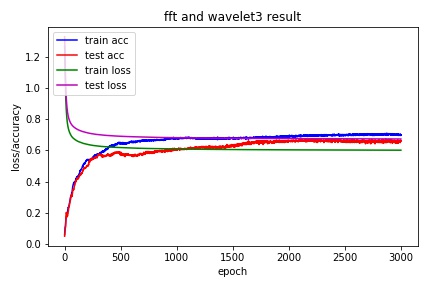 fft and wavelet3 result
train acc
test acc
train loss
test loss
loss/accuracy
1.2
1.0
0.8
0.6
0.4
0.2
0.0
0 500 1000 1500 2000 2500 3000
epoch